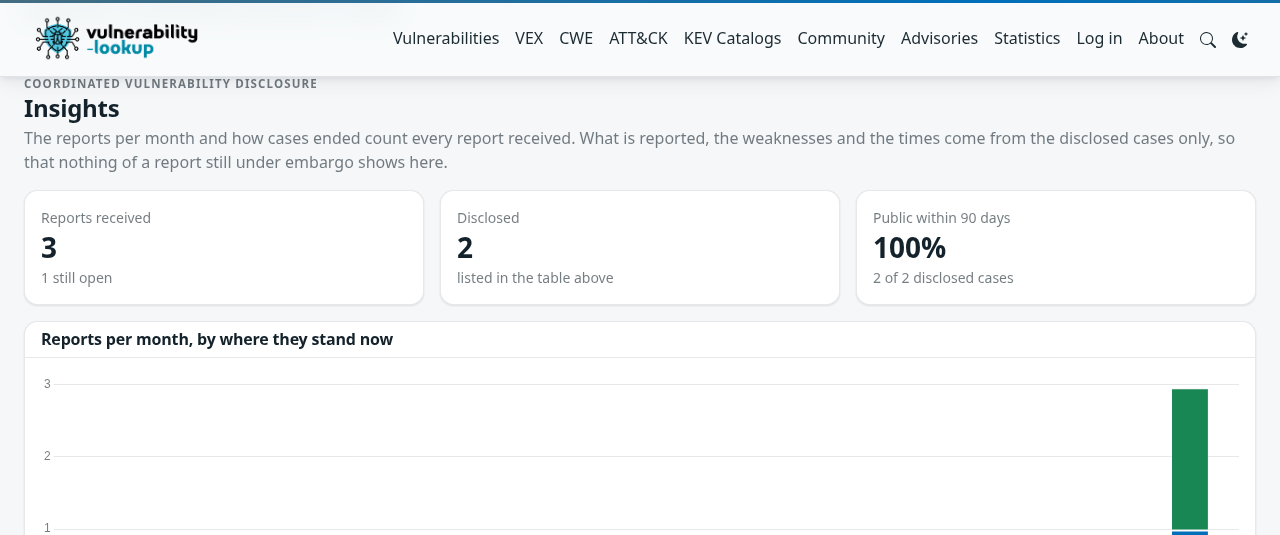 vulnerability
-lookup
Vulnerabilities VEX CWE ATT&CK KEV Catalogs Community Advisories Statistics Log in About
COORDINATED VULNERABILITY DISCLOSURE
Insights
The reports per month and how cases ended count every report received. What is reported, the weaknesses and the times come from the disclosed cases only, so
that nothing of a report still under embargo shows here.
Reports received
3
1 still open
Disclosed
2
listed in the table above
Public within 90 days
100%
2 of 2 disclosed cases
Reports per month, by where they stand now
3
2
1